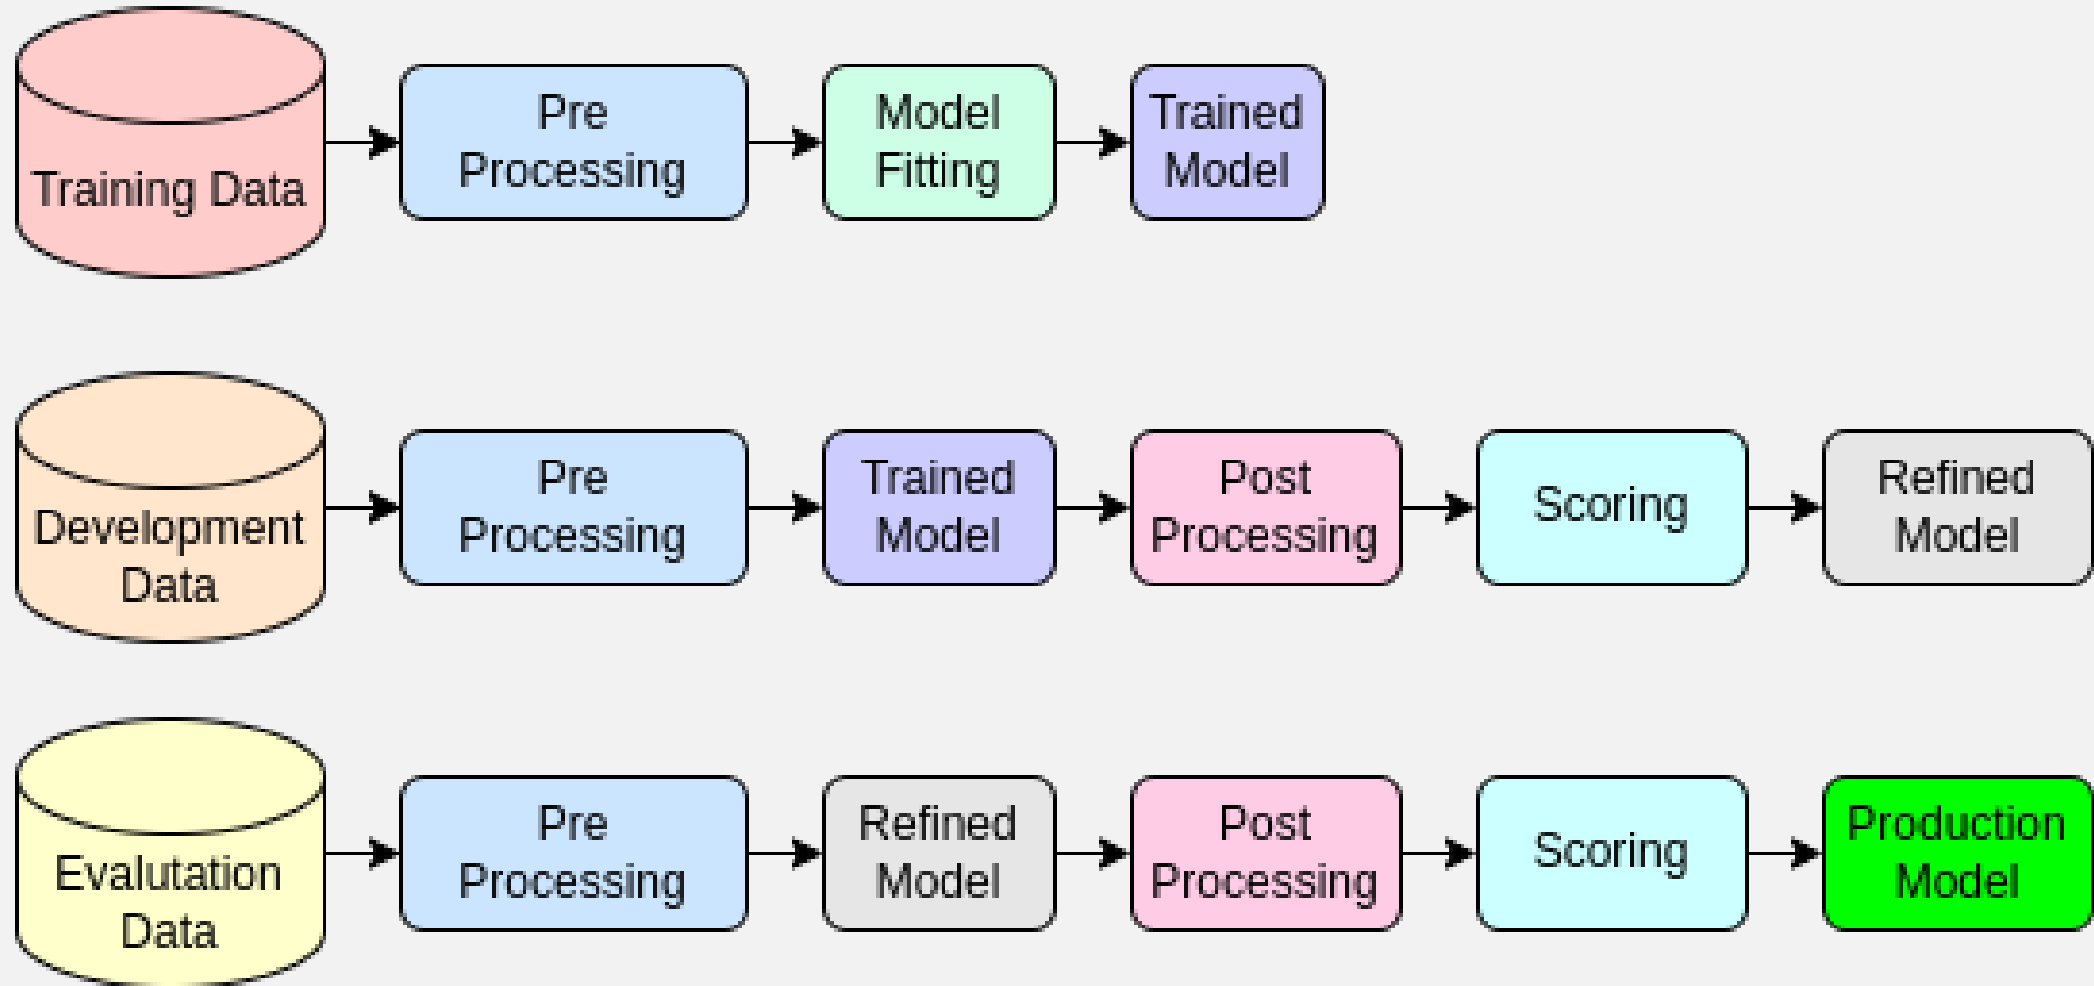 Pre
Processing
Model
Fitting
Trained
Model
Training Data
Pre
Processing
Trained
Model
Post
Processing
Scoring
Refined
Model
Development
Data
Pre
Processing
Refined
Model
Post
Processing
Scoring
Production
Model
Evalutation
Data